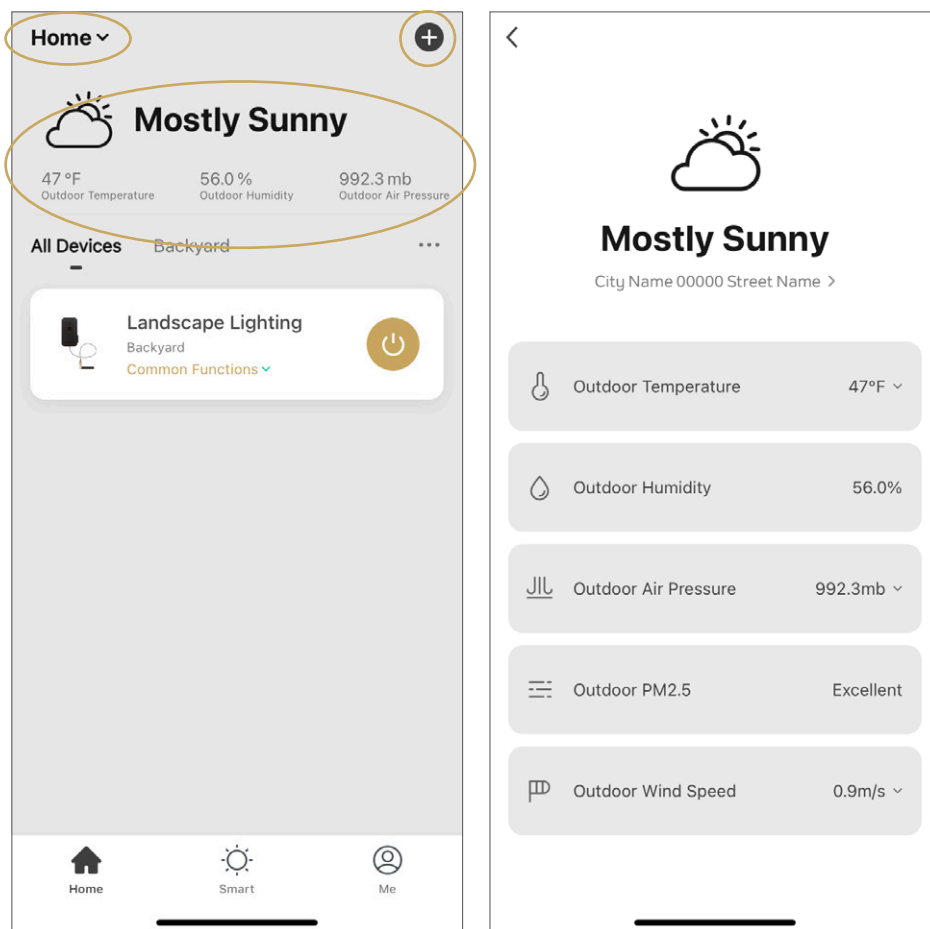 Home
Mostly Sunny
47 °F 56.0 % 992.3 mb
Outdoor Temperature Outdoor Humidity Outdoor Air Pressure
All Devices Backyard
Landscape Lighting
Backyard
Common Functions
Home Smart Me
Mostly Sunny
City Name 00000 Street Name >
Outdoor Temperature 47°F
Outdoor Humidity 56.0%
Outdoor Air Pressure 992.3mb
Outdoor PM2.5 Excellent
Outdoor Wind Speed 0.9m/s